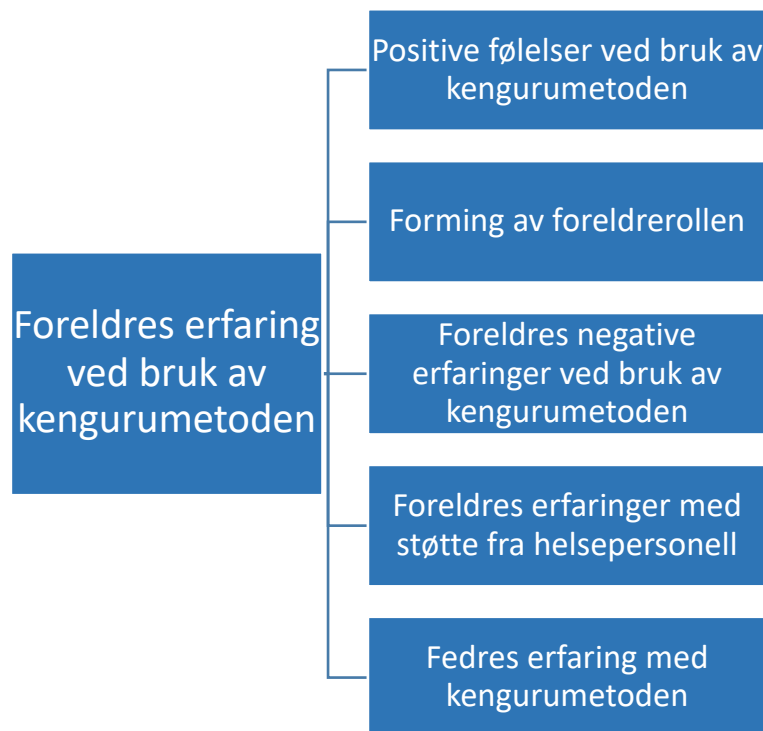 Foreldres erfaring
ved bruk av
kengurumetoden
Positive følelser ved bruk av
kengurumetoden
Forming av foreldrerollen
Foreldres negative
erfaringer ved bruk av
kengurumetoden
Foreldres erfaringer med
støtte fra helsepersonell
Fedres erfaring med
kengurumetoden